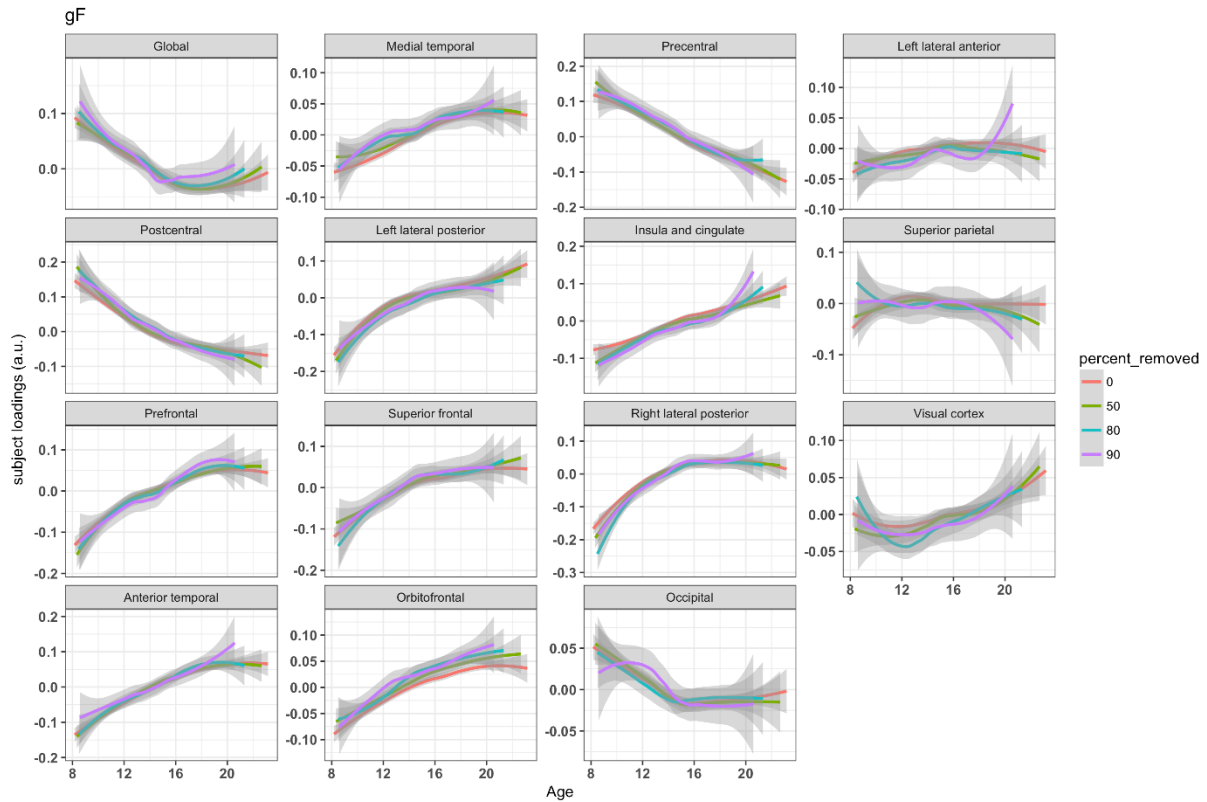 gF
Global
Medial temporal
Precentral
Left lateral anterior
0.1
0.0
0.10
0.05
0.00
-0.05
-0.10
0.2
0.1
0.0
-0.1
-0.2
0.10
0.05
0.00
-0.05
-0.10
Postcentral
Left lateral posterior
Insula and cingulate
Superior parietal
0.2
0.1
0.0
-0.1
0.1
0.0
-0.1
-0.2
0.2
0.1
0.0
-0.1
0.1
0.0
-0.1
Prefrontal
Superior frontal
Right lateral posterior
Visual cortex
0.1
0.0
-0.1
-0.2
0.1
0.0
-0.1
-0.2
0.1
0.0
-0.1
-0.2
-0.3
0.10
0.05
0.00
-0.05
8 12 16 20
Anterior temporal
Orbitofrontal
Occipital
0.2
0.1
0.0
-0.1
-0.2
0.10
0.05
0.00
-0.05
-0.10
0.05
0.00
-0.05
8 12 16 20
8 12 16 20
8 12 16 20
subject loadings (a.u.)
Age
percent_removed
0
50
80
90